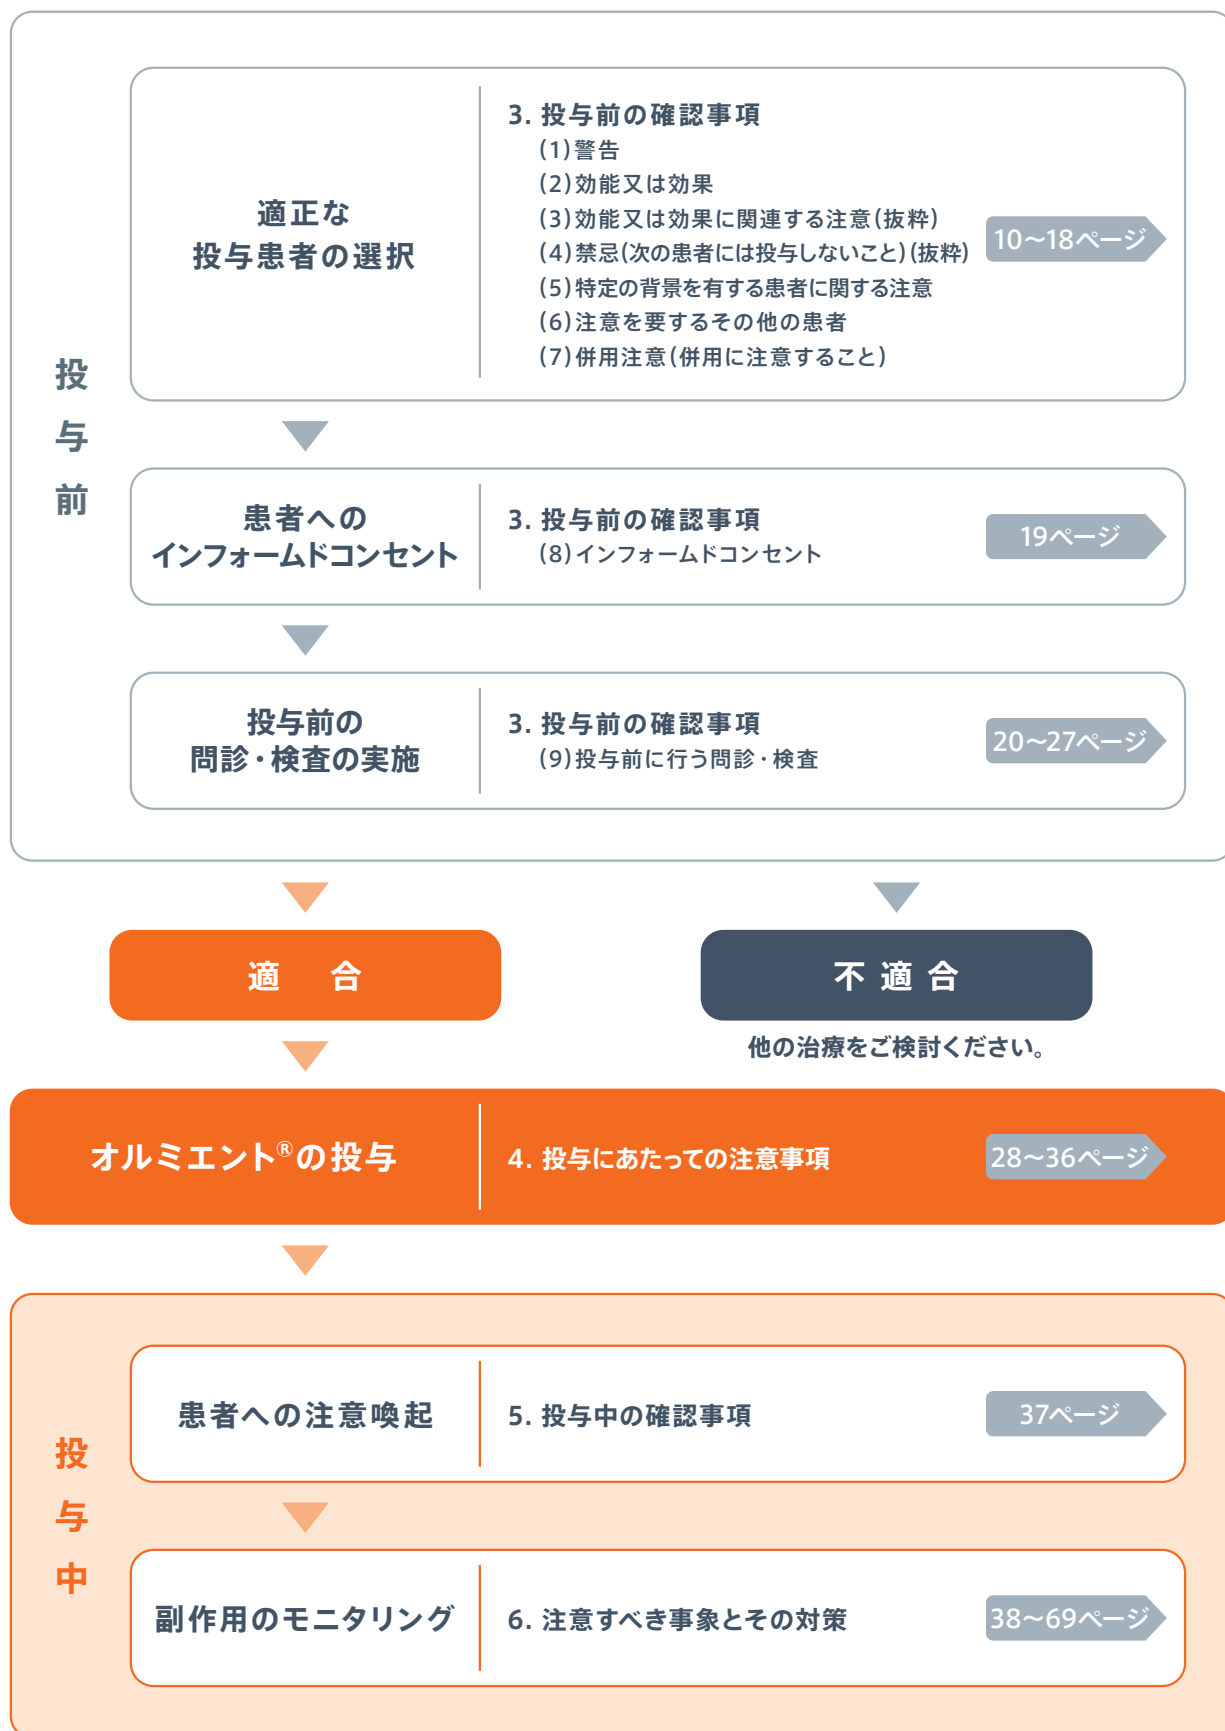 投与前
適正な
投与患者の選択
3. 投与前の確認事項
(1)警告
(2)効能又は効果
(3)効能又は効果に関連する注意(抜粋)
(4)禁忌(次の患者には投与しないこと)(抜粋)
(5)特定の背景を有する患者に関する注意
(6)注意を要するその他の患者
(7)併用注意(併用に注意すること)
10〜18ページ
患者への
インフォームドコンセント
3. 投与前の確認事項
(8)インフォームドコンセント
19ページ
投与前の
問診・検査の実施
3. 投与前の確認事項
(9)投与前に行う問診・検査
20〜27ページ
適 合
不適合
他の治療をご検討ください。
オルミエント®の投与
4. 投与にあたっての注意事項
28〜36ページ
投与中
患者への注意喚起
5. 投与中の確認事項
37ページ
副作用のモニタリング
6. 注意すべき事象とその対策
38〜69ページ